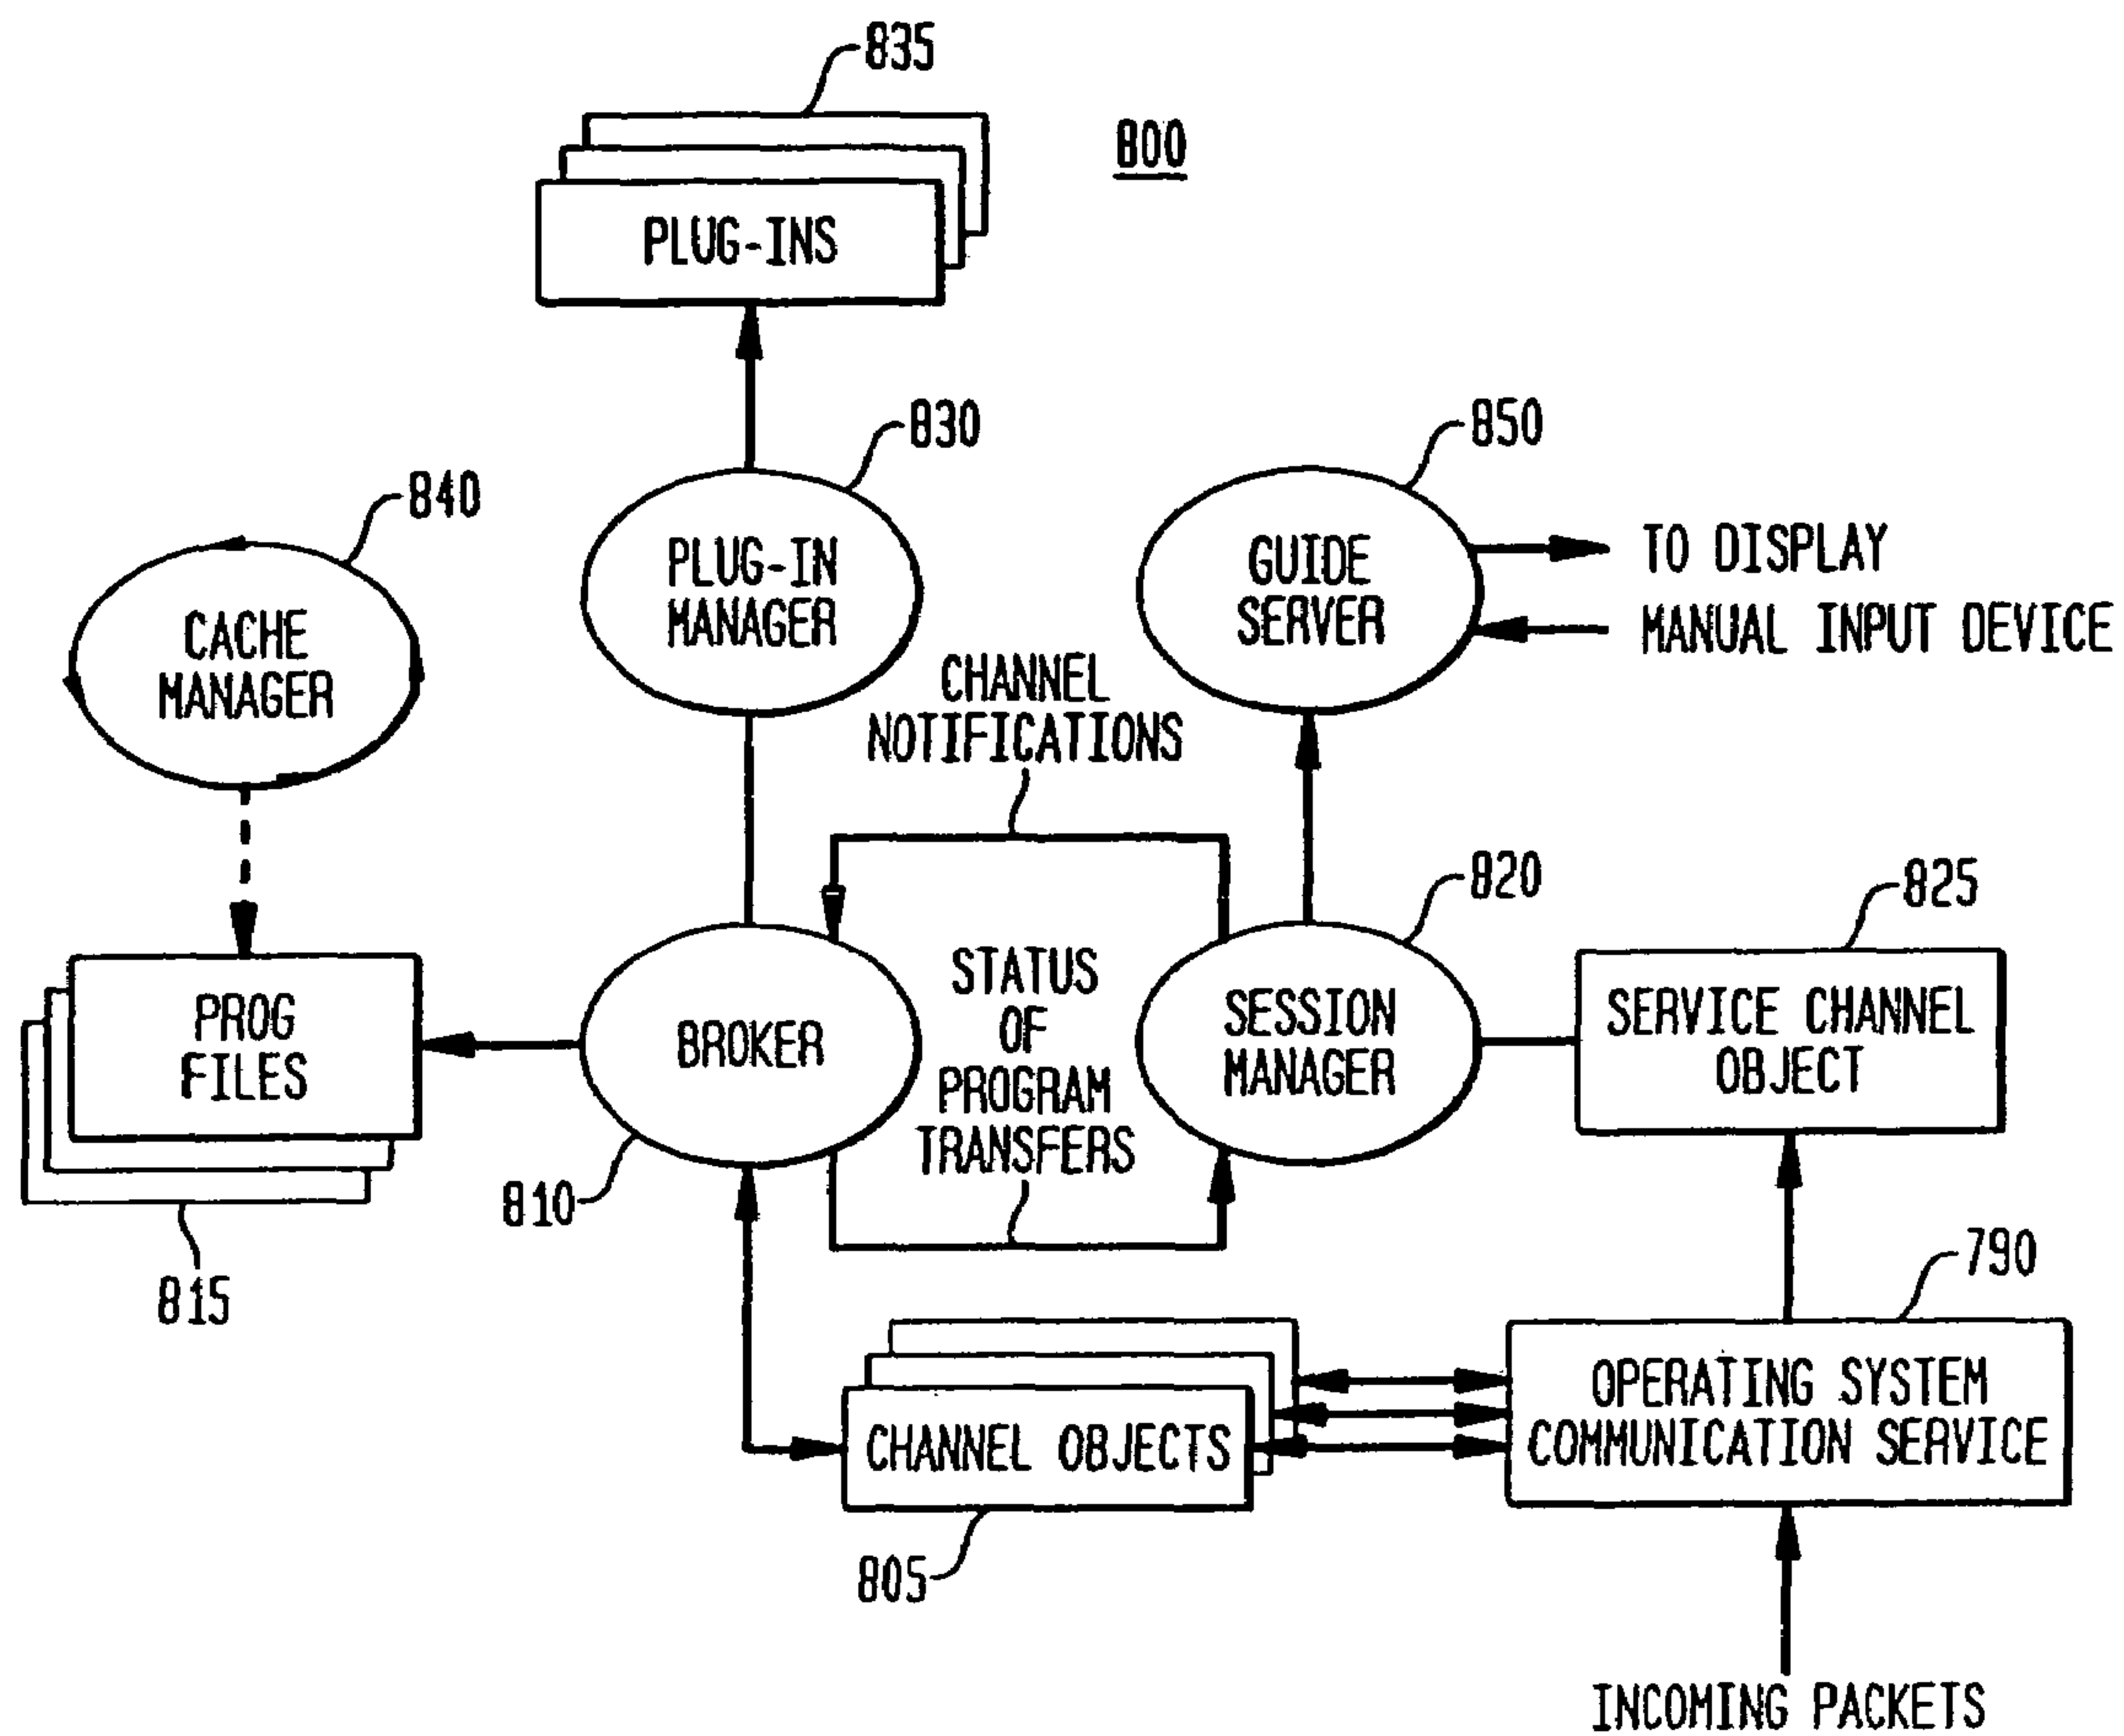 835
800
PLUG-INS
830
850
840
PLUG-IN
MANAGER
GUIDE
SERVER
TO DISPLAY
MANUAL INPUT DEVICE
CACHE
MANAGER
CHANNEL
NOTIFICATIONS
820
825
PROG
FILES
BROKER
STATUS
OF
PROGRAM
TRANSFERS
SESSION
MANAGER
SERVICE CHANNEL
OBJECT
810
815
790
CHANNEL OBJECTS
OPERATING SYSTEM
COMMUNICATION SERVICE
805
INCOMING PACKETS